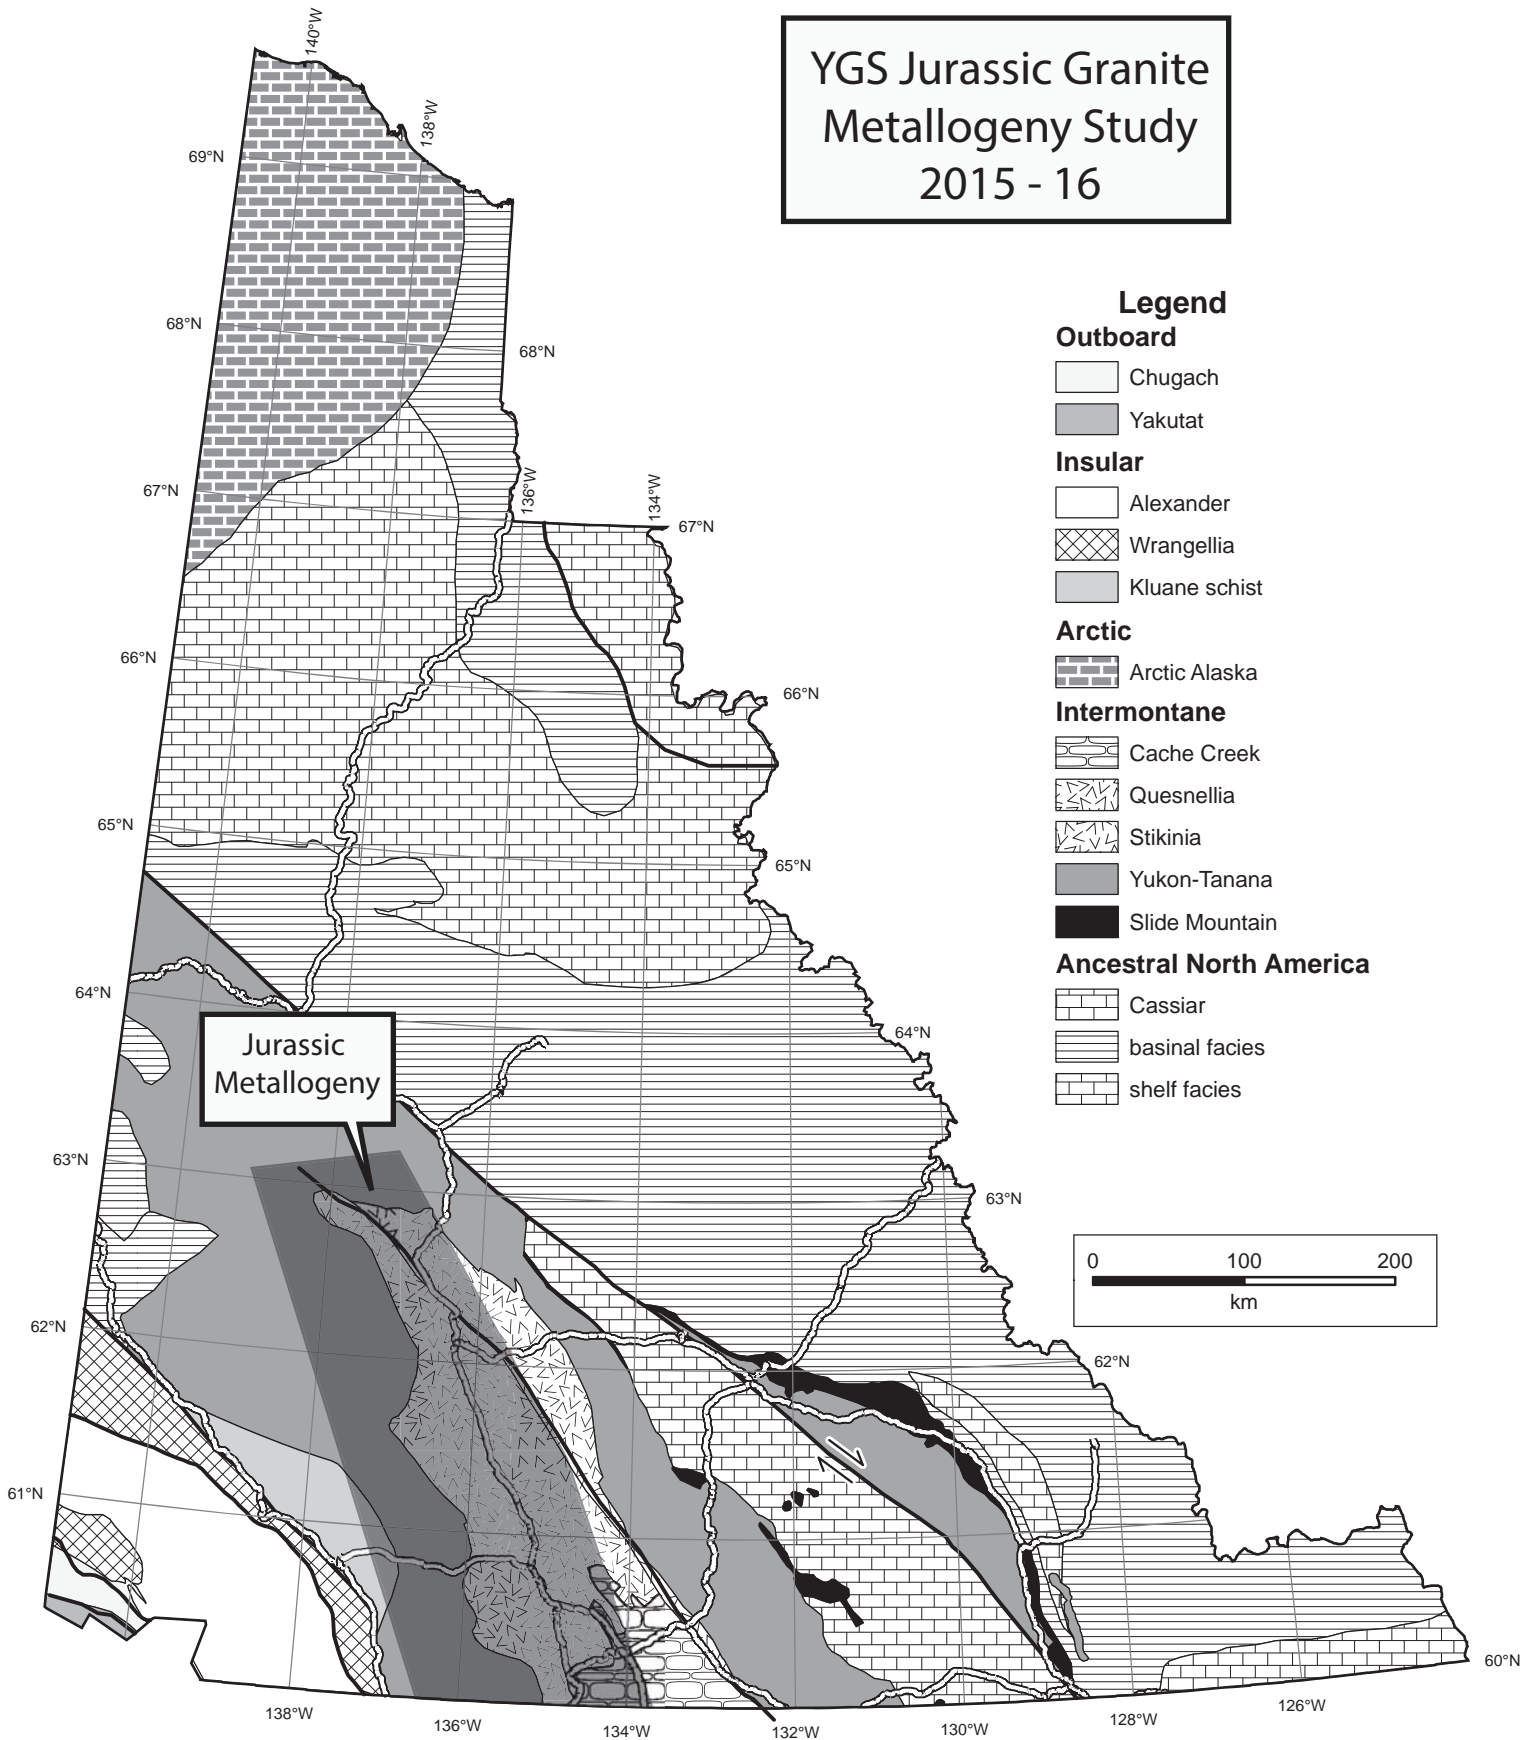 YGS Jurassic Granite
Metallogeny Study
2015 - 16
140°W
138°W
69°N
68°N
68°N
67°N
136°W
134°W
67°N
66°N
66°N
65°N
65°N
64°N
64°N
63°N
63°N
62°N
62°N
61°N
60°N
138°W
136°W
134°W
132°W
130°W
128°W
126°W
Jurassic
Metallogeny
Legend
Outboard
Chugach
Yakutat
Insular
Alexander
Wrangellia
Kluane schist
Arctic
Arctic Alaska
Intermontane
Cache Creek
Quesnellia
Stikinia
Yukon-Tanana
Slide Mountain
Ancestral North America
Cassiar
basinal facies
shelf facies
0 100 200
km